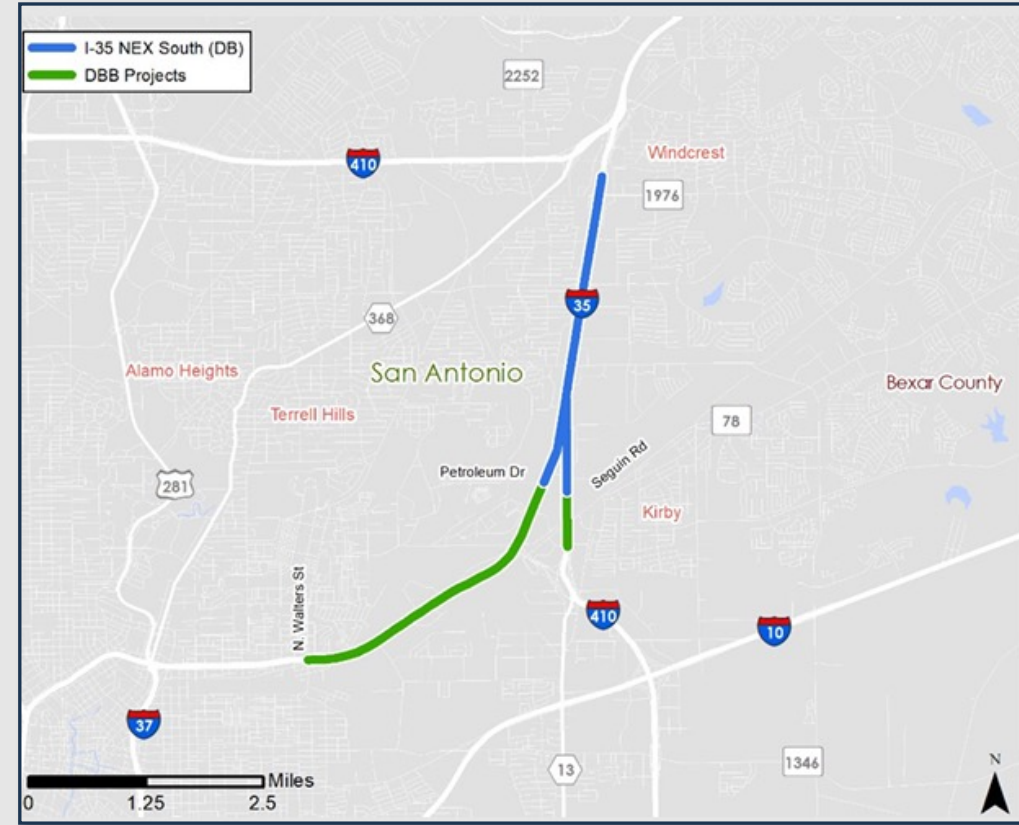 I-35 NEX South (DB)
DBB Projects
2252
410
Windcrest
1976
35
368
Alamo Heights
San Antonio
Bexar County
Terrell Hills
78
Petroleum Dr
Seguin Rd
281
Kirby
N. Walters St
410
10
37
13
1346
N
Miles
0
1.25
2.5